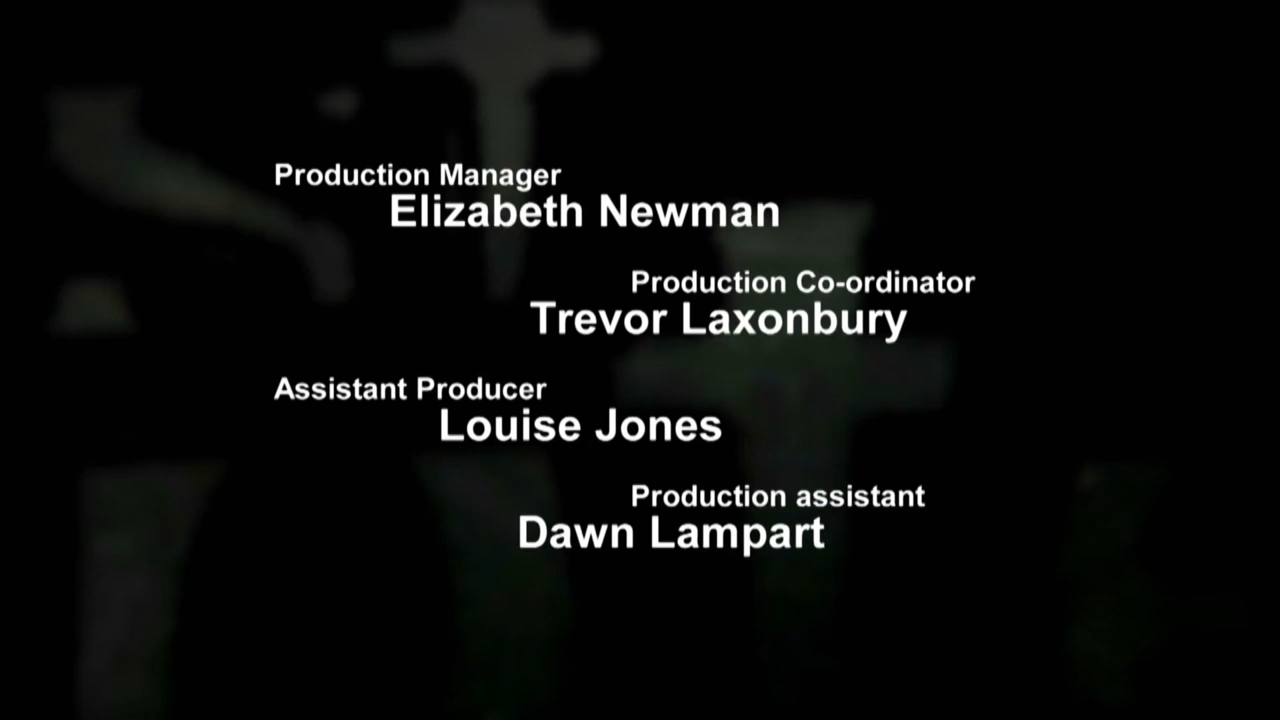 Production Manager
Elizabeth Newman
Production Co-ordinator
Trevor Laxonbury
Assistant Producer
Louise Jones
Production assistant
Dawn Lampart